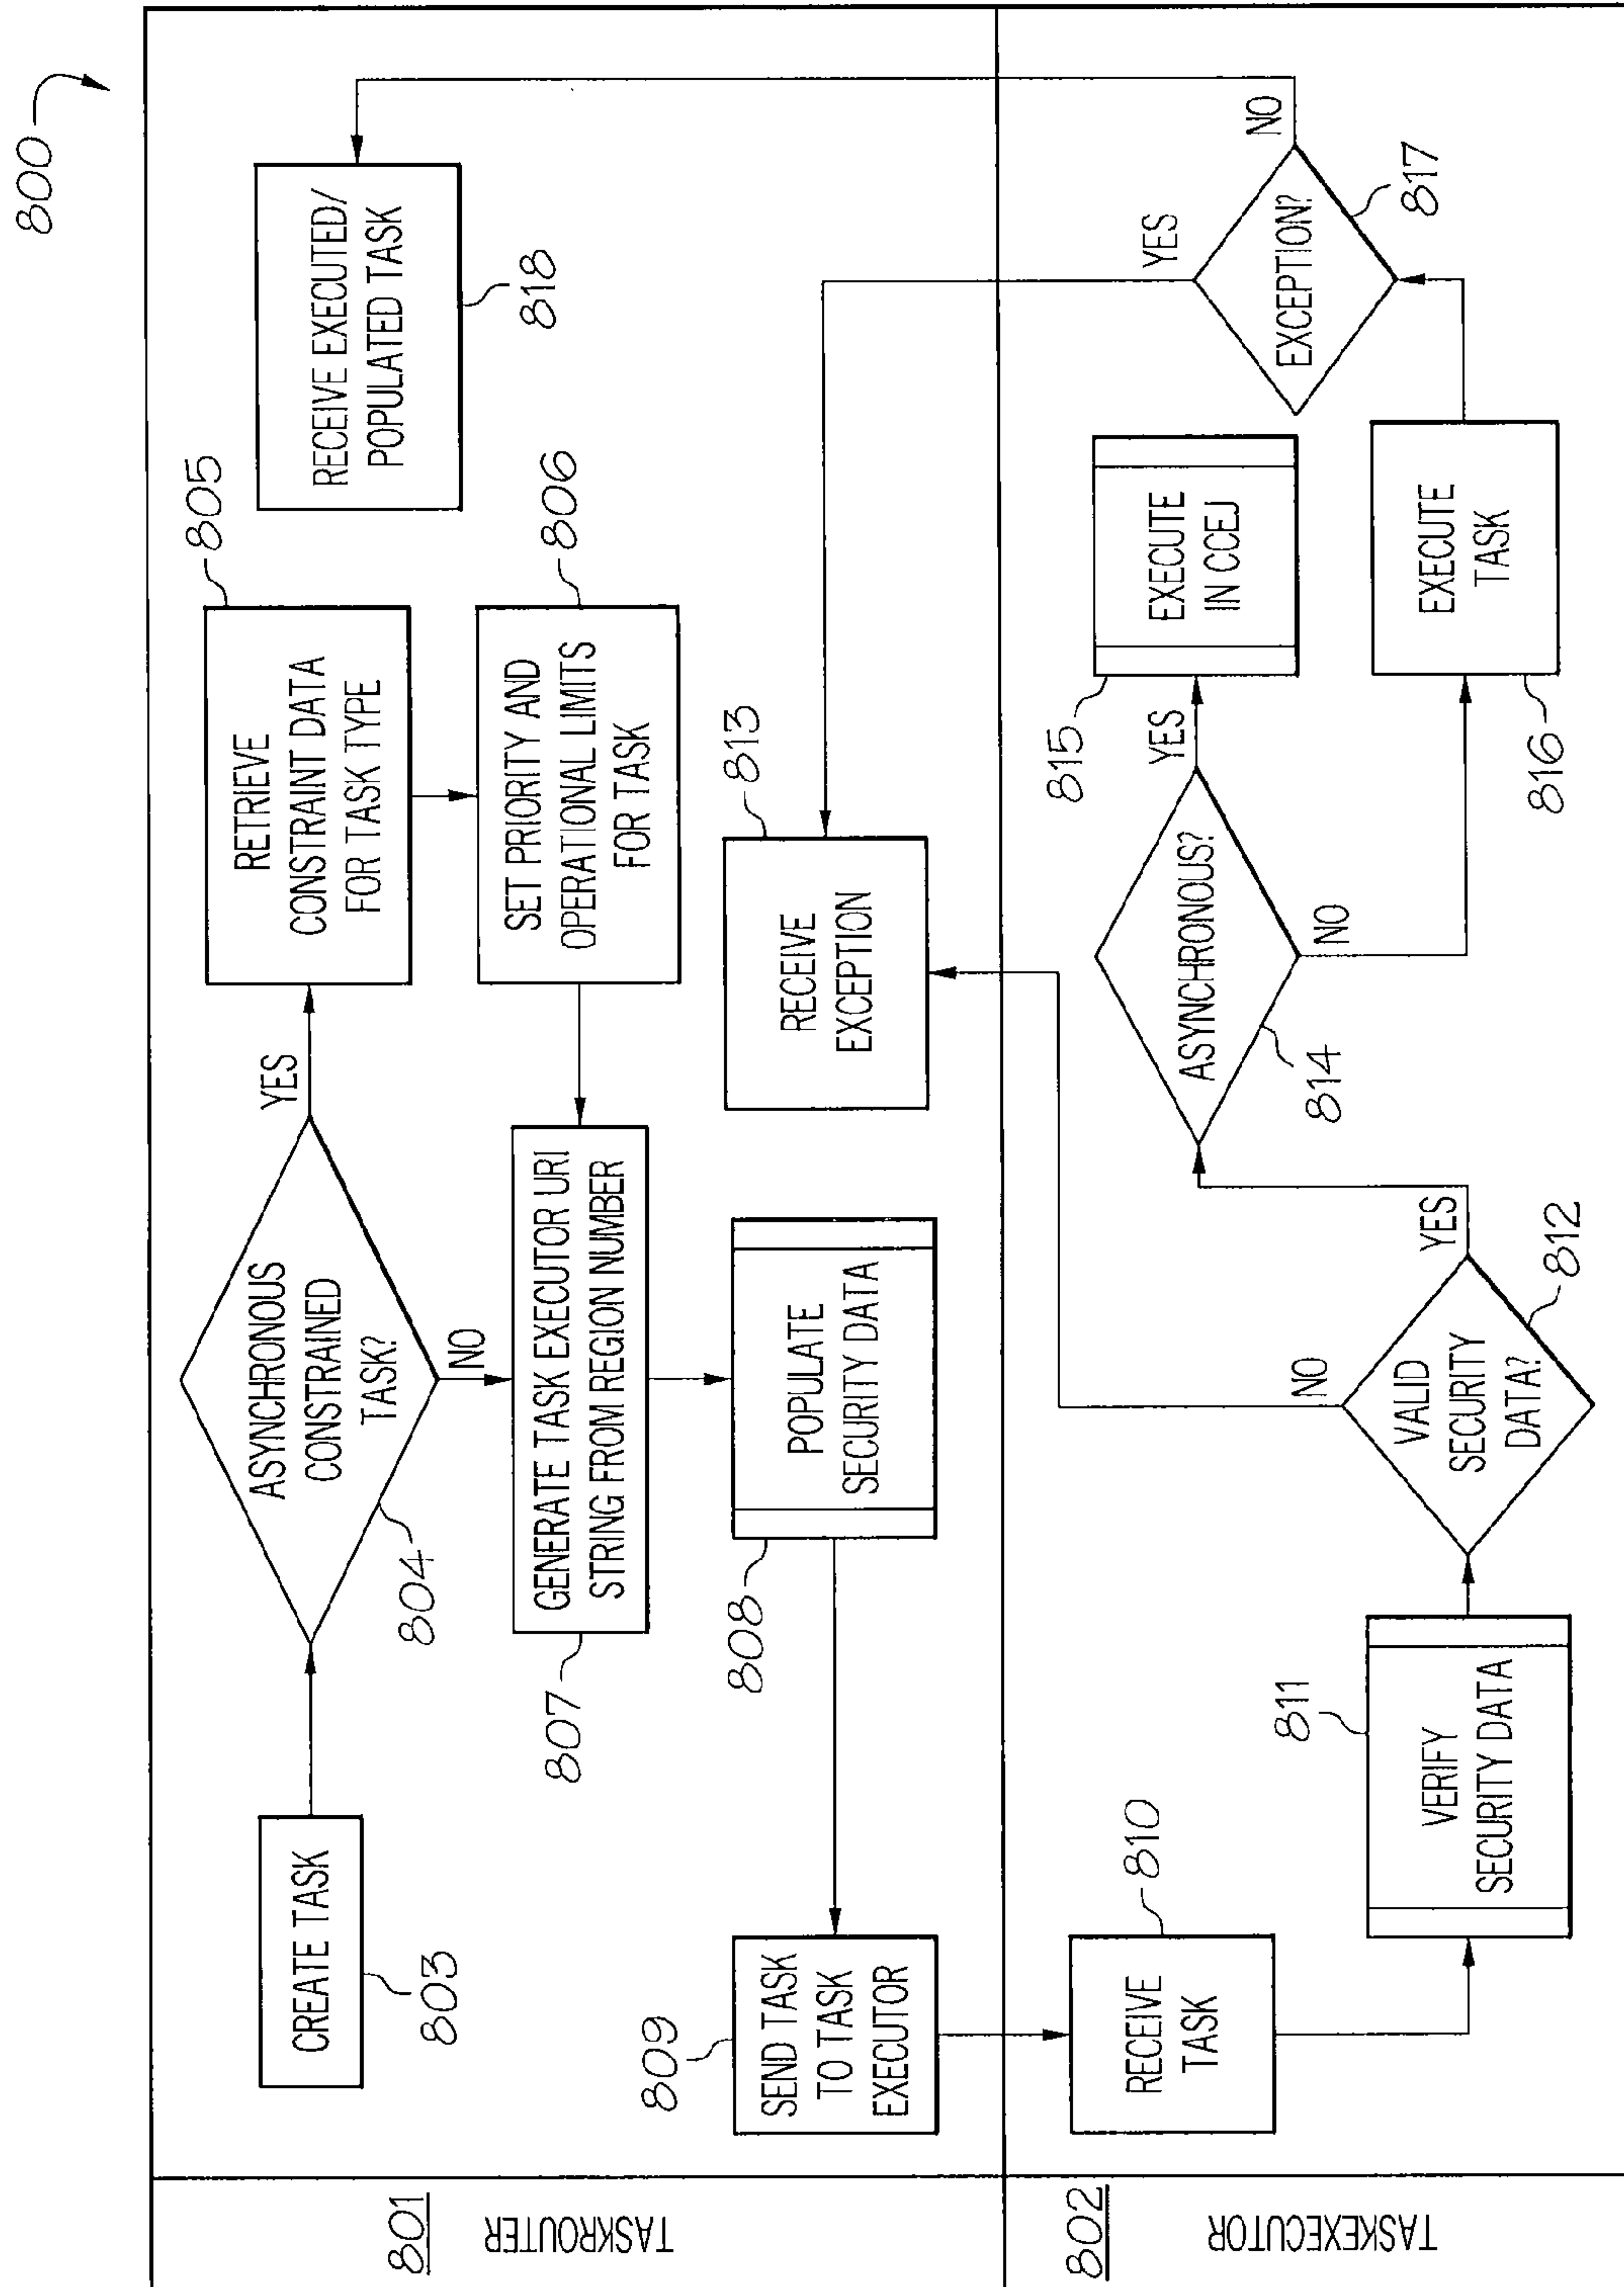 800
801
TASKROUTER
CREATE TASK
803
ASYNCHRONOUS
CONSTRAINED
TASK?
804
YES
NO
RETRIEVE
CONSTRAINT DATA
FOR TASK TYPE
805
SET PRIORITY AND
OPERATIONAL LIMITS
FOR TASK
806
GENERATE TASK EXECUTOR URI
STRING FROM REGION NUMBER
807
POPULATE
SECURITY DATA
808
SEND TASK
TO TASK
EXECUTOR
809
RECEIVE
EXCEPTION
813
RECEIVE EXECUTED/
POPULATED TASK
818
802
TASKEXECUTOR
RECEIVE
TASK
810
VERIFY
SECURITY DATA
811
VALID
SECURITY
DATA?
812
NO
YES
ASYNCHRONOUS?
814
YES
NO
EXECUTE
IN CCEJ
815
EXECUTE
TASK
816
EXCEPTION?
817
YES
NO